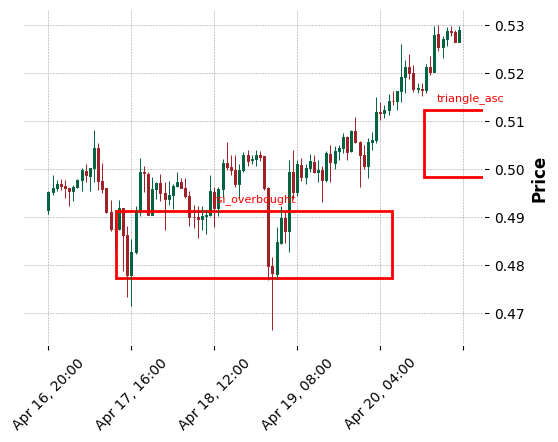 0.53
0.52
triangle_asc
0.51
0.50
Price
rsi_overbought
0.49
0.48
0.47
Apr 16, 20:00
Apr 17, 16:00
Apr 18, 12:00
Apr 19, 08:00
Apr 20, 04:00